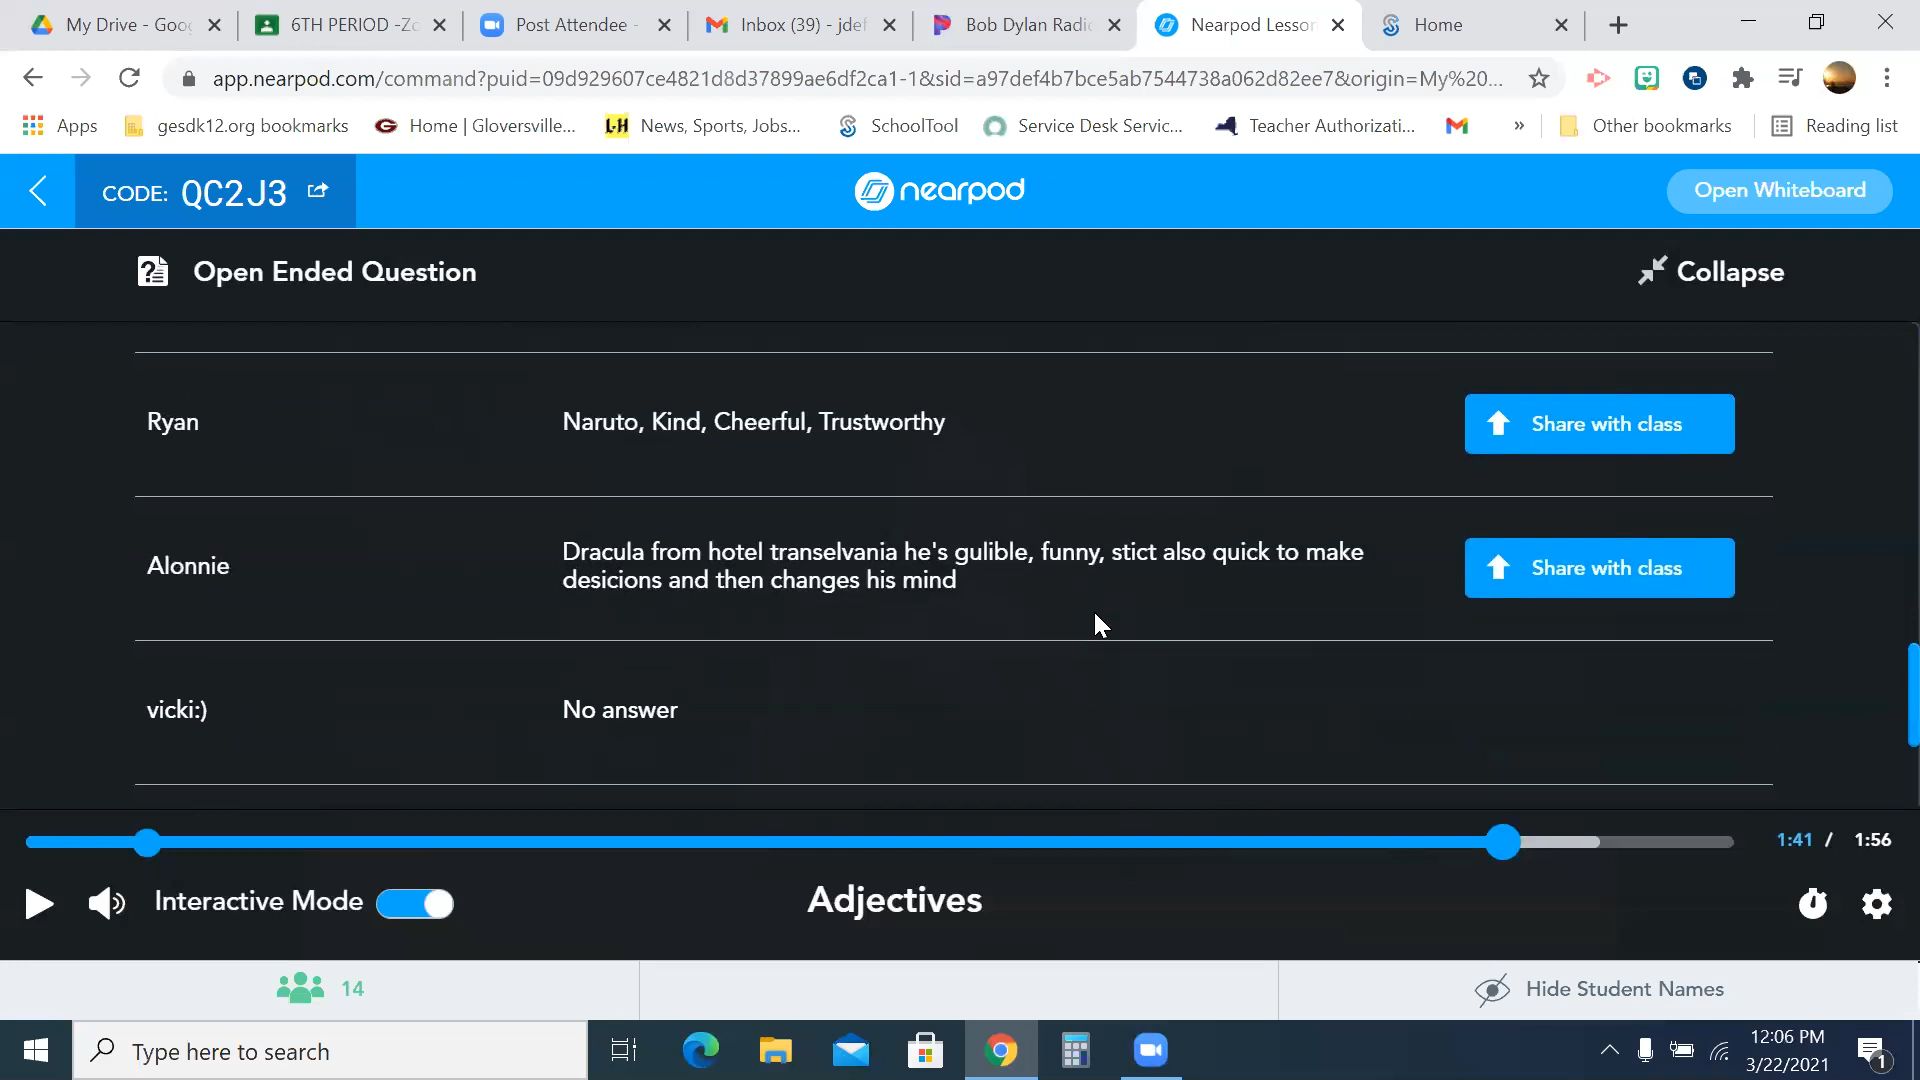 My Drive - Goog
6TH PERIOD -Zo
Post Attendee -
Inbox (39) - jdef
Bob Dylan Radio
Nearpod Lesson
Home
app.nearpod.com/command?puid=09d929607ce4821d8d37899ae6df2ca1-1&sid=a97def4b7bce5ab7544738a062d82ee7&origin=My%20...
Apps
gesdk12.org bookmarks
Home | Gloversville...
News, Sports, Jobs...
SchoolTool
Service Desk Servic...
Teacher Authorizati...
»
Other bookmarks
Reading list
CODE: QC2J3
nearpod
Open Whiteboard
Open Ended Question
Collapse
Ryan
Naruto, Kind, Cheerful, Trustworthy
Share with class
Alonnie
Dracula from hotel transelvania he's gulible, funny, stict also quick to make
desicions and then changes his mind
Share with class
vicki:)
No answer
1:41 / 1:56
Interactive Mode
Adjectives
14
Hide Student Names
Type here to search
12:06 PM
3/22/2021
1